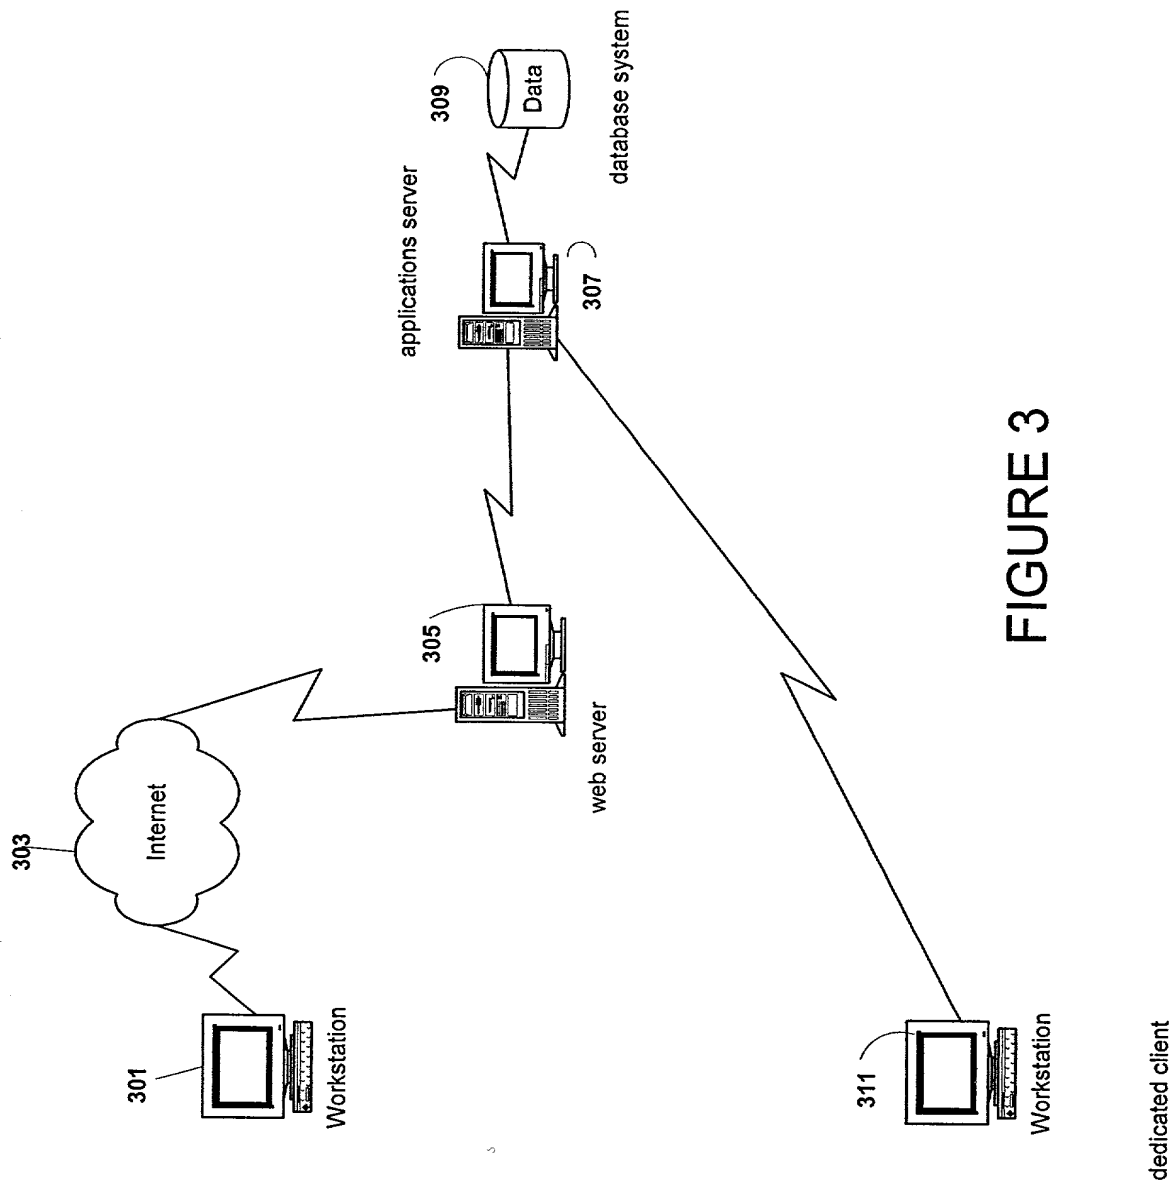 303
Internet
301
Workstation
305
web server
applications server
307
309
Data
database system
311
Workstation
dedicated client
FIGURE 3